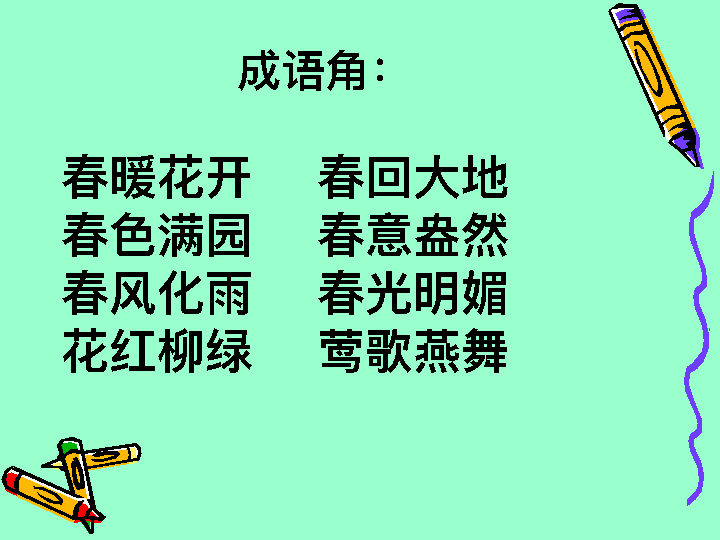 成语角：
春暖花开 春回大地
春色满园 春意盎然
春风化雨 春光明媚
花红柳绿 莺歌燕舞